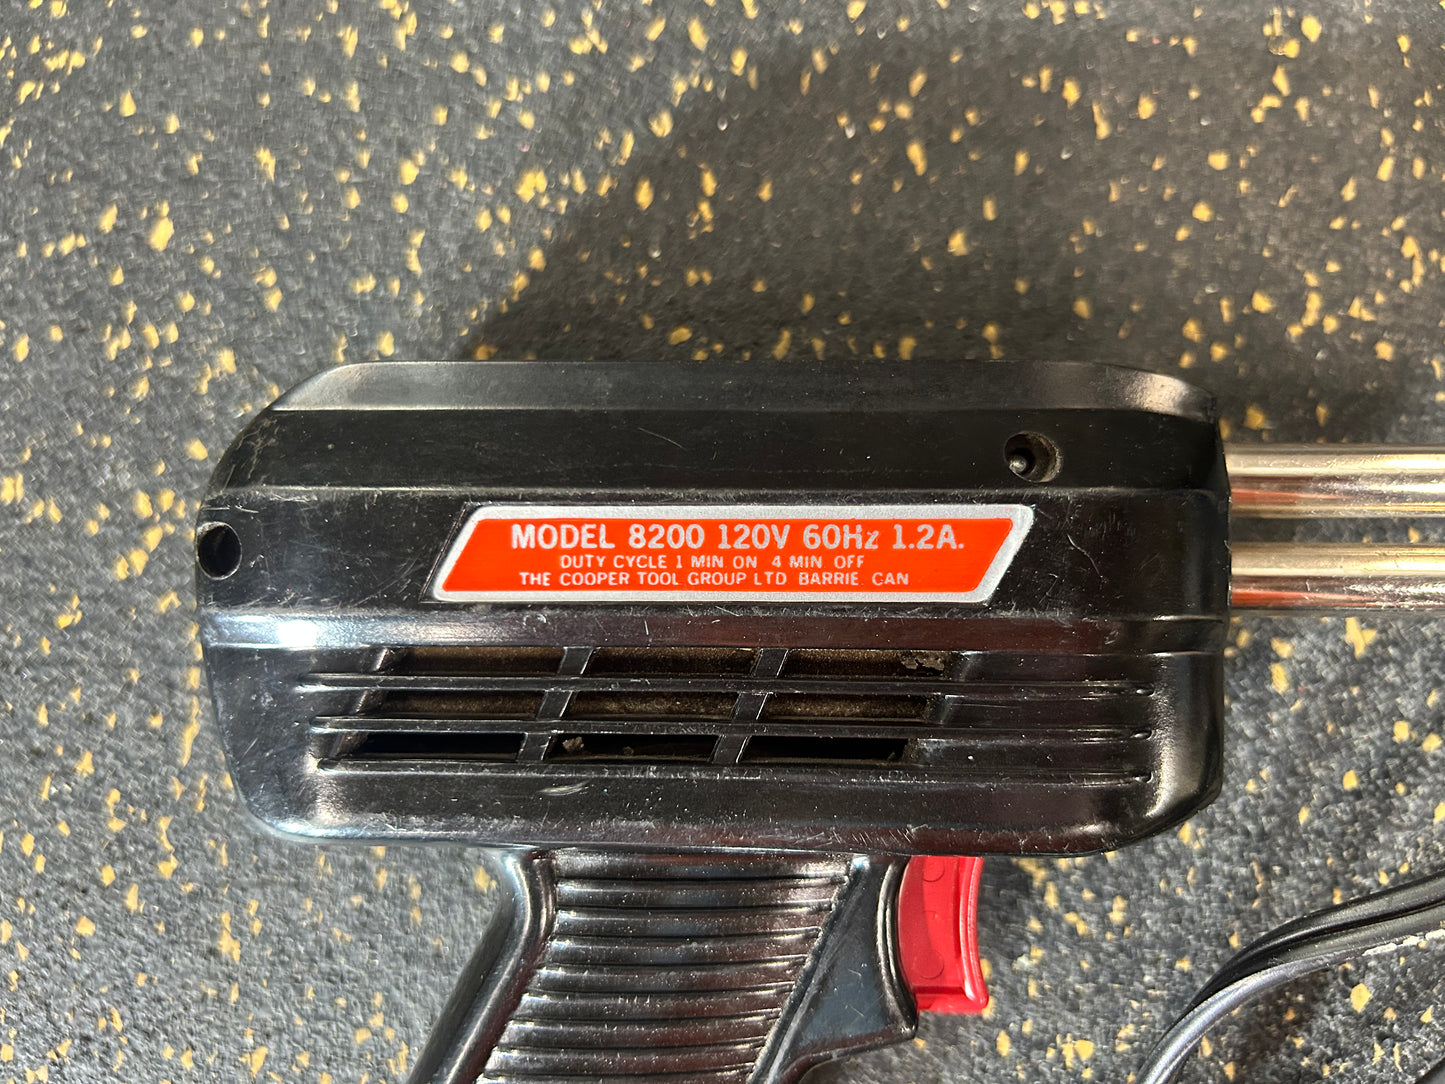 MODEL 8200 120V 60Hz 1.2A.
DUTY CYCLE 1 MIN ON 4 MIN OFF
THE COOPER TOOL GROUP LTD BARRIE CAN